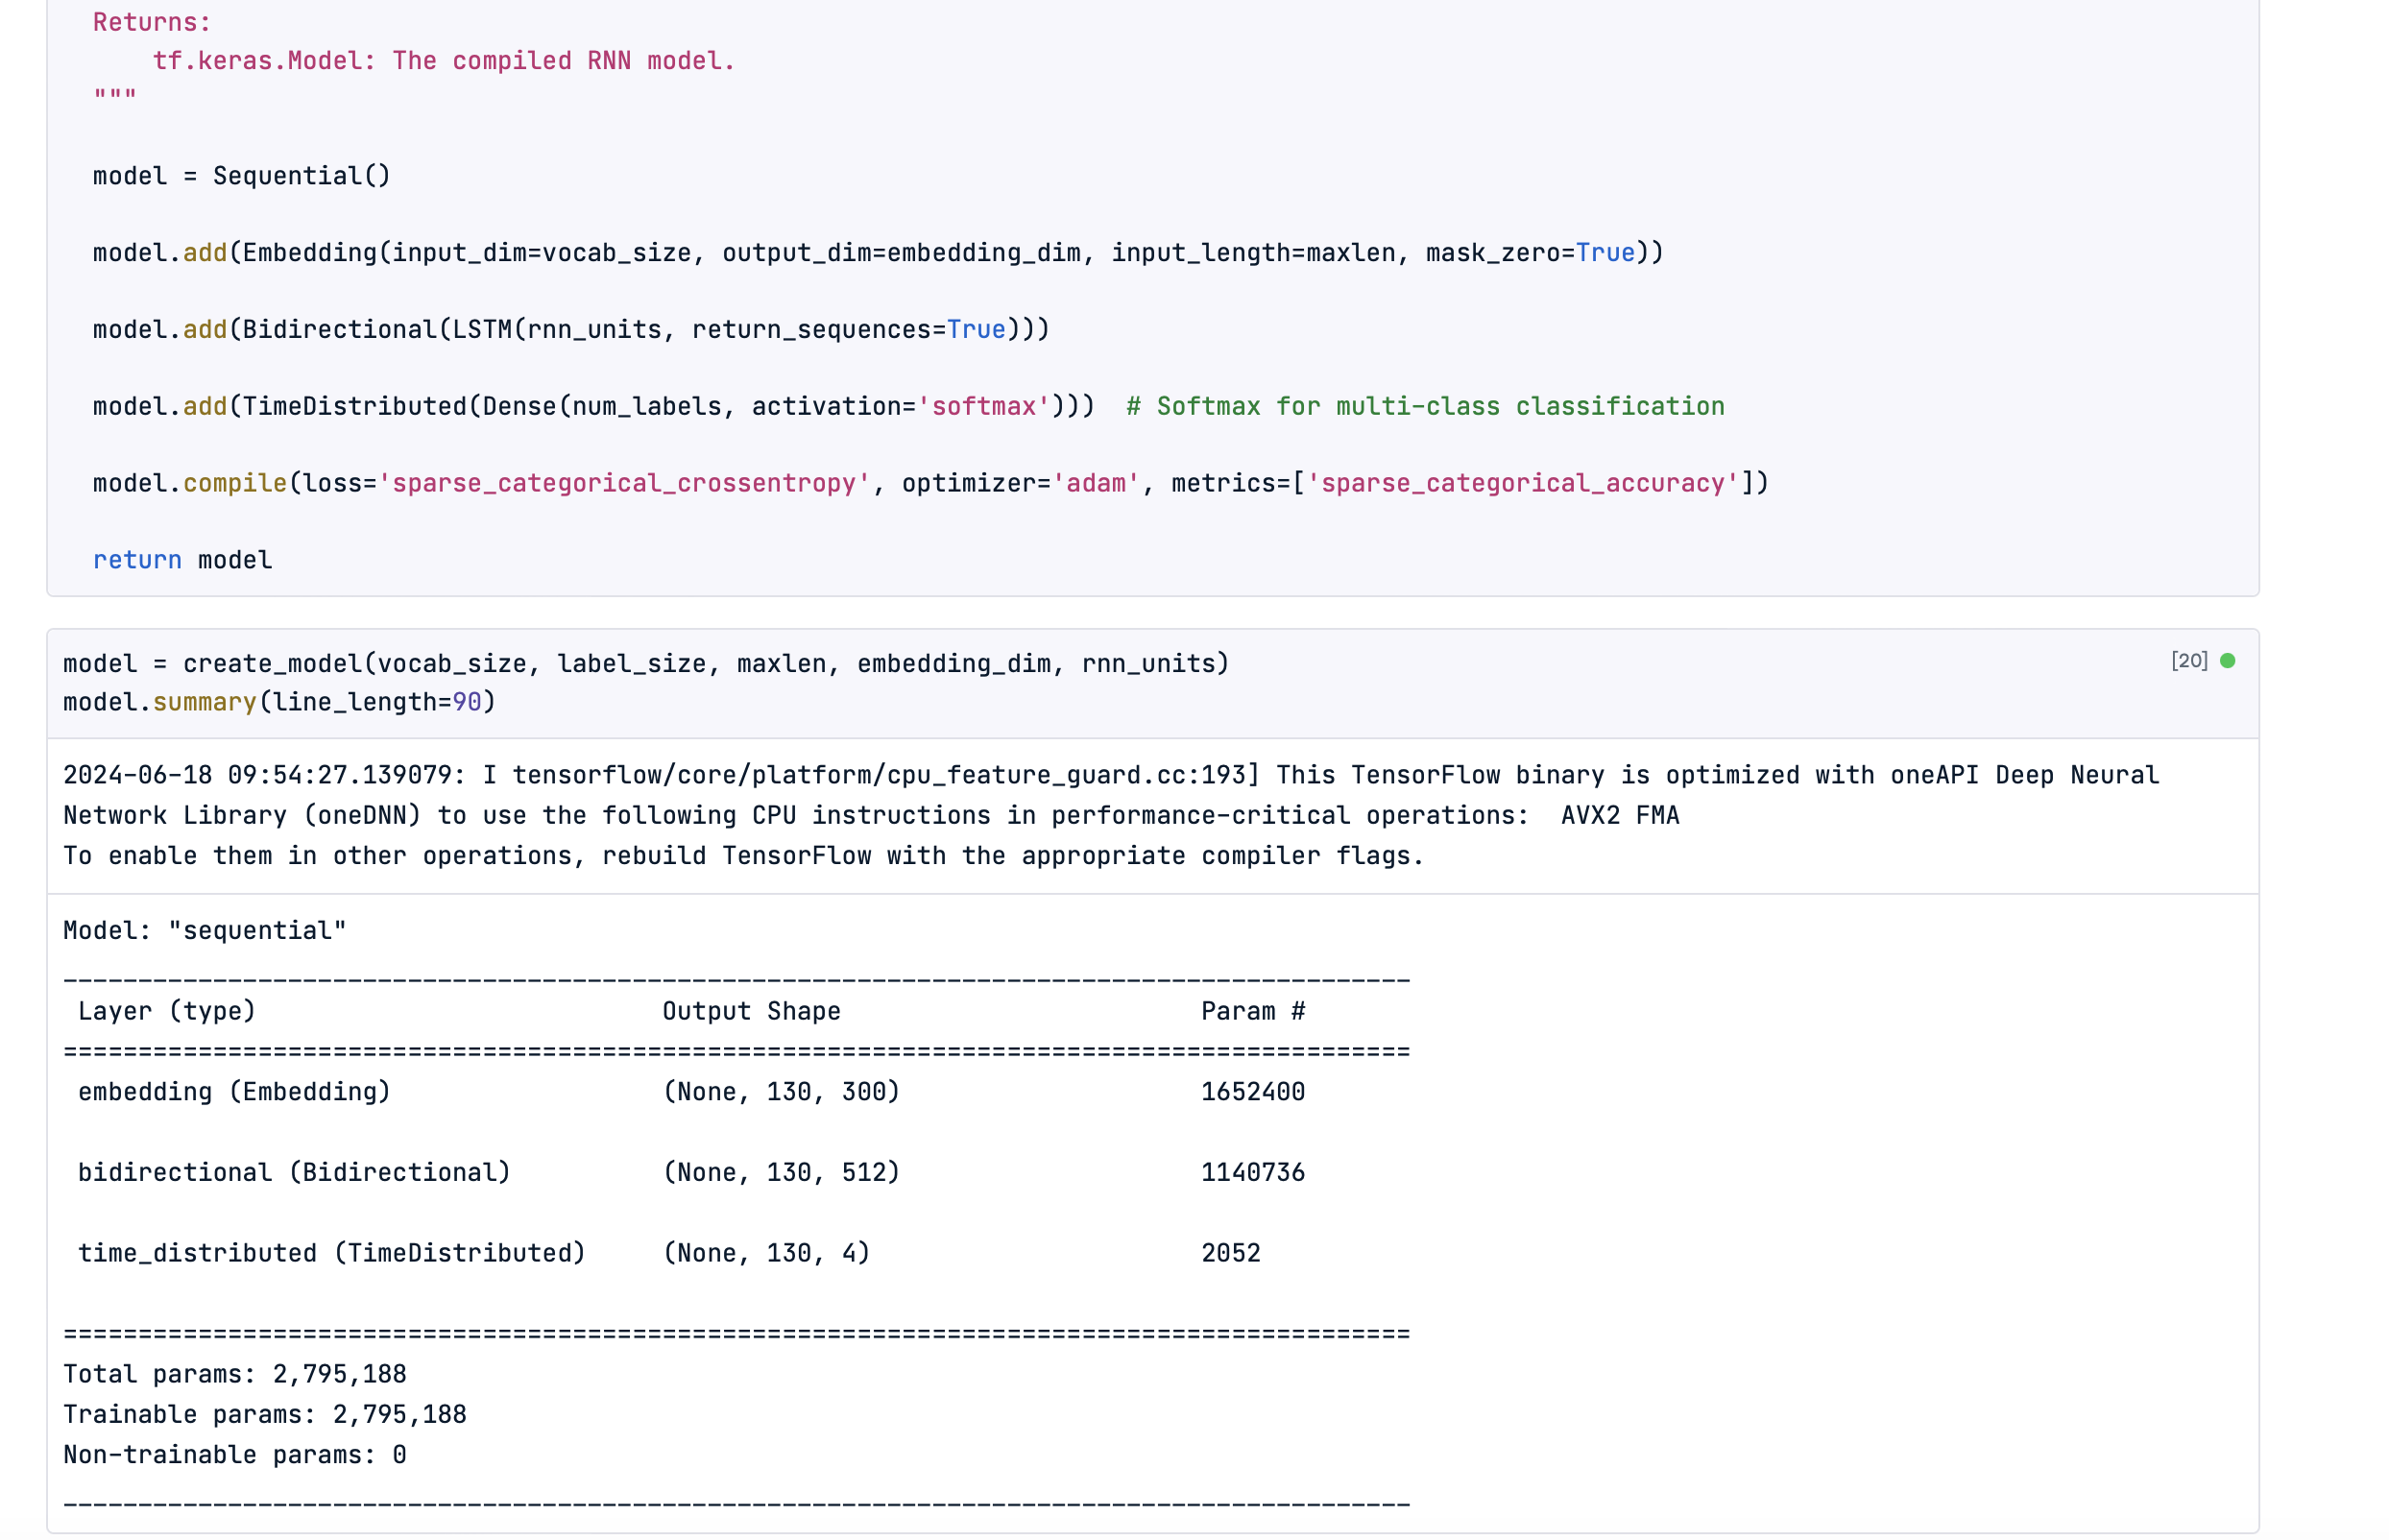 Returns:
    tf.keras.Model: The compiled RNN model.
"""
model = Sequential()
model.add(Embedding(input_dim=vocab_size, output_dim=embedding_dim, input_length=maxlen, mask_zero=True))
model.add(Bidirectional(LSTM(rnn_units, return_sequences=True)))
model.add(TimeDistributed(Dense(num_labels, activation='softmax')))  # Softmax for multi-class classification
model.compile(loss='sparse_categorical_crossentropy', optimizer='adam', metrics=['sparse_categorical_accuracy'])
return model
model = create_model(vocab_size, label_size, maxlen, embedding_dim, rnn_units) [20]
model.summary(line_length=90)
2024-06-18 09:54:27.139079: I tensorflow/core/platform/cpu_feature_guard.cc:193] This TensorFlow binary is optimized with oneAPI Deep Neural
Network Library (oneDNN) to use the following CPU instructions in performance-critical operations:  AVX2 FMA
To enable them in other operations, rebuild TensorFlow with the appropriate compiler flags.
Model: "sequential"
__________________________________________________________________________________________
 Layer (type)                           Output Shape                        Param #
==========================================================================================
 embedding (Embedding)                  (None, 130, 300)                    1652400
 bidirectional (Bidirectional)          (None, 130, 512)                    1140736
 time_distributed (TimeDistributed)     (None, 130, 4)                      2052
==========================================================================================
Total params: 2,795,188
Trainable params: 2,795,188
Non-trainable params: 0
__________________________________________________________________________________________